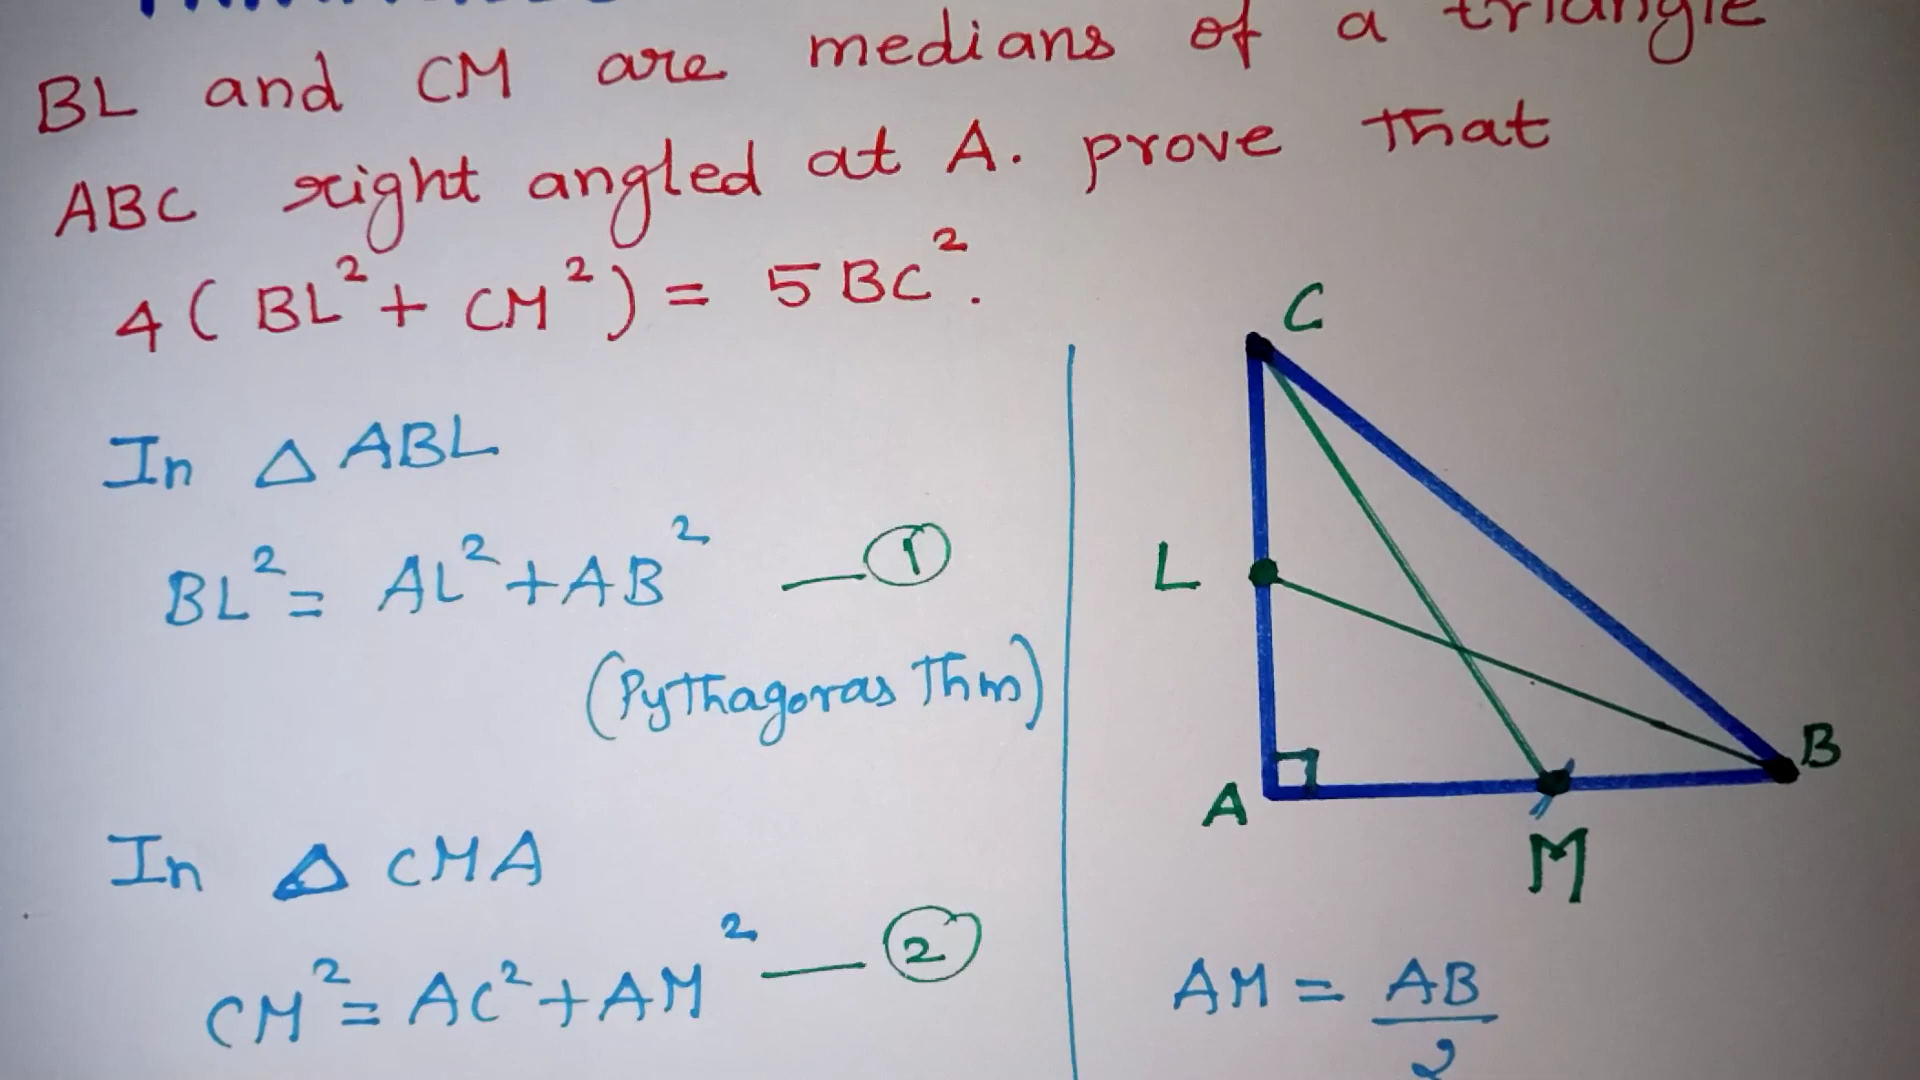 BL and CM are medians of a triangle
ABC right angled at A. prove that
4(BL²+CM²)= 5BC².
In △ ABL
BL²= AL²+AB² —①
(Pythagoras Thm)
In △ CMA
CM²= AC²+AM² —②
C
L
A
M
B
AM = AB/2